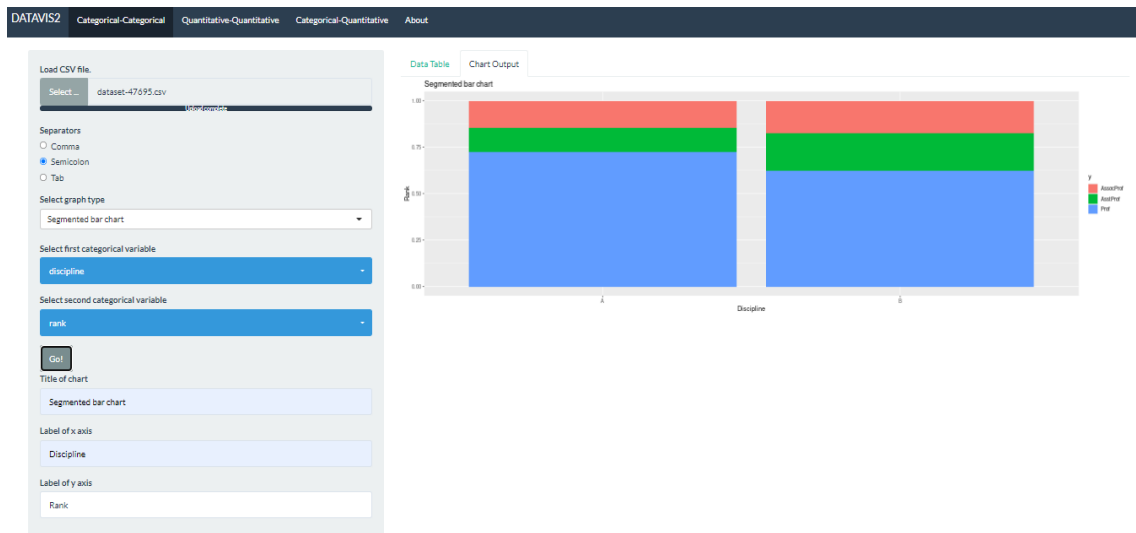 DATAVIS2 Categorical-Categorical Quantitative-Quantitative Categorical-Quantitative About
Load CSV file.
Select ... dataset-47695.csv
Upload complete
Separators
Comma
Semicolon
Tab
Select graph type
Segmented bar chart
Select first categorical variable
discipline
Select second categorical variable
rank
Go!
Title of chart
Segmented bar chart
Label of x axis
Discipline
Label of y axis
Rank
Data Table Chart Output
Segmented bar chart
1.00
0.75
0.50
0.25
0.00
Rank
A B
Discipline
y
AssocProf
AsstProf
Prof